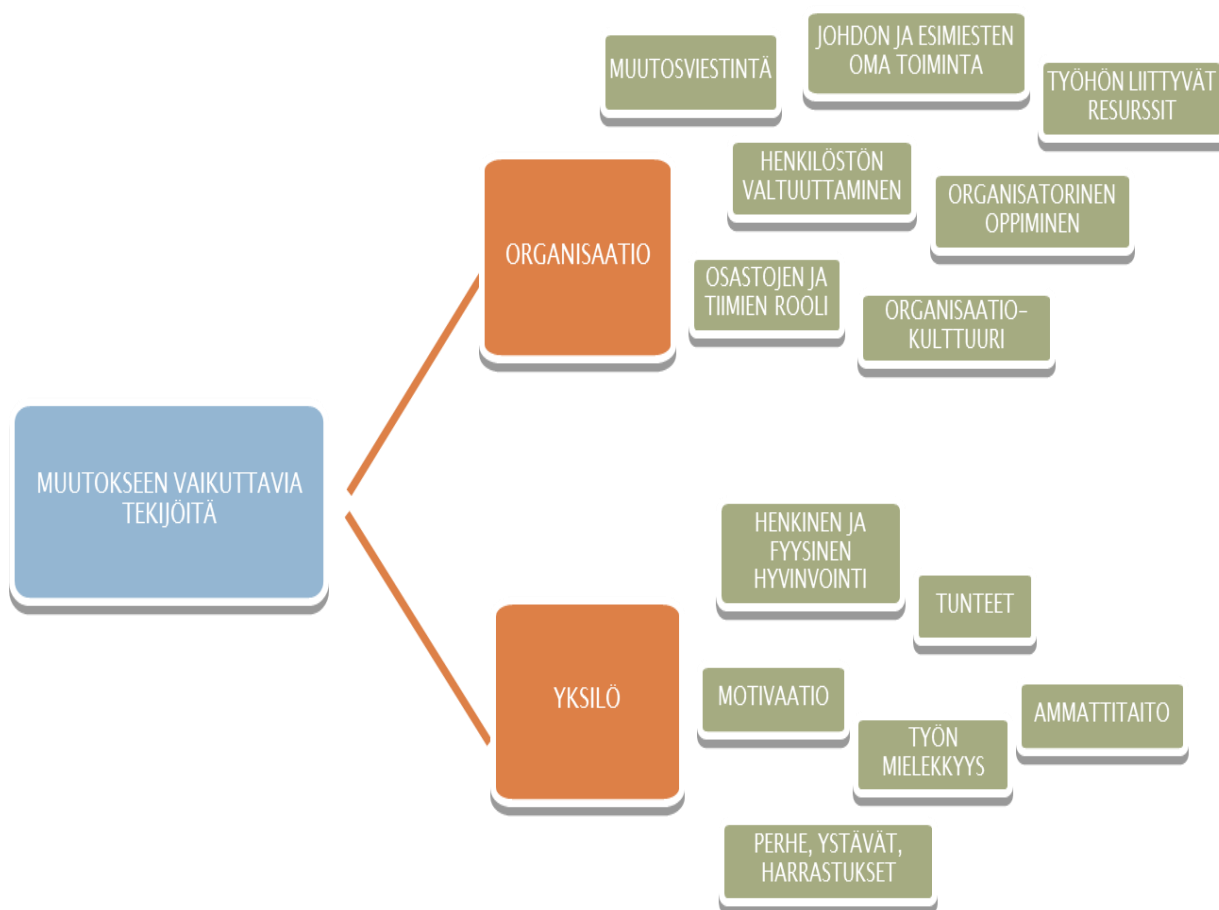 MUUTOSVIESTINTÄ
JOHDON JA ESIMIESTEN
OMA TOIMINTA
TYÖHÖN LIITTYVÄT
RESURSSIT
HENKILÖSTÖN
VALTUUTTAMINEN
ORGANISATORINEN
OPPIMINEN
ORGANISAATIO
OSASTOJEN JA
TIIMIEN ROOLI
ORGANISAATIO-
KULTTUURI
MUUTOKSEEN VAIKUTTAVIA
TEKIJÖITÄ
HENKINEN JA
FYYSINEN
HYVINVOINTI
TUNTEET
YKSILÖ
MOTIVAATIO
AMMATTITAITO
TYÖN
MIELEKKYYS
PERHE, YSTÄVÄT,
HARRASTUKSET